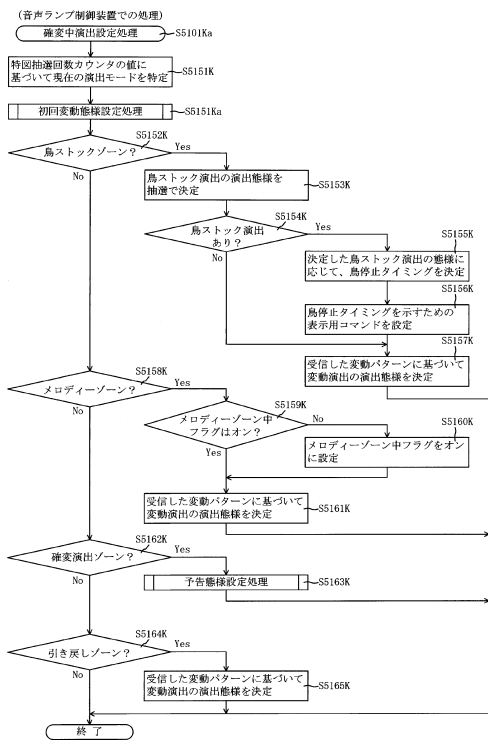 (音声ランプ制御装置での処理)
確変中演出設定処理
S5101Ka
特図抽選回数カウンタの値に
基づいて現在の演出モードを特定
S5151K
初回変動態様設定処理
S5151Ka
S5152K
鳥ストックゾーン?
Yes
No
鳥ストック演出の演出態様を
抽選で決定
S5153K
S5154K
鳥ストック演出
あり?
Yes
No
S5155K
決定した鳥ストック演出の態様に
応じて、鳥停止タイミングを決定
S5156K
鳥停止タイミングを示すための
表示用コマンドを設定
S5157K
受信した変動パターンに基づいて
変動演出の演出態様を決定
S5158K
メロディーゾーン?
Yes
No
S5159K
メロディーゾーン中
フラグはオン?
No
Yes
S5160K
メロディーゾーン中フラグをオン
に設定
受信した変動パターンに基づいて
変動演出の演出態様を決定
S5161K
S5162K
確変演出ゾーン?
Yes
No
予告態様設定処理
S5163K
S5164K
引き戻しゾーン?
Yes
No
受信した変動パターンに基づいて
変動演出の演出態様を決定
S5165K
終了